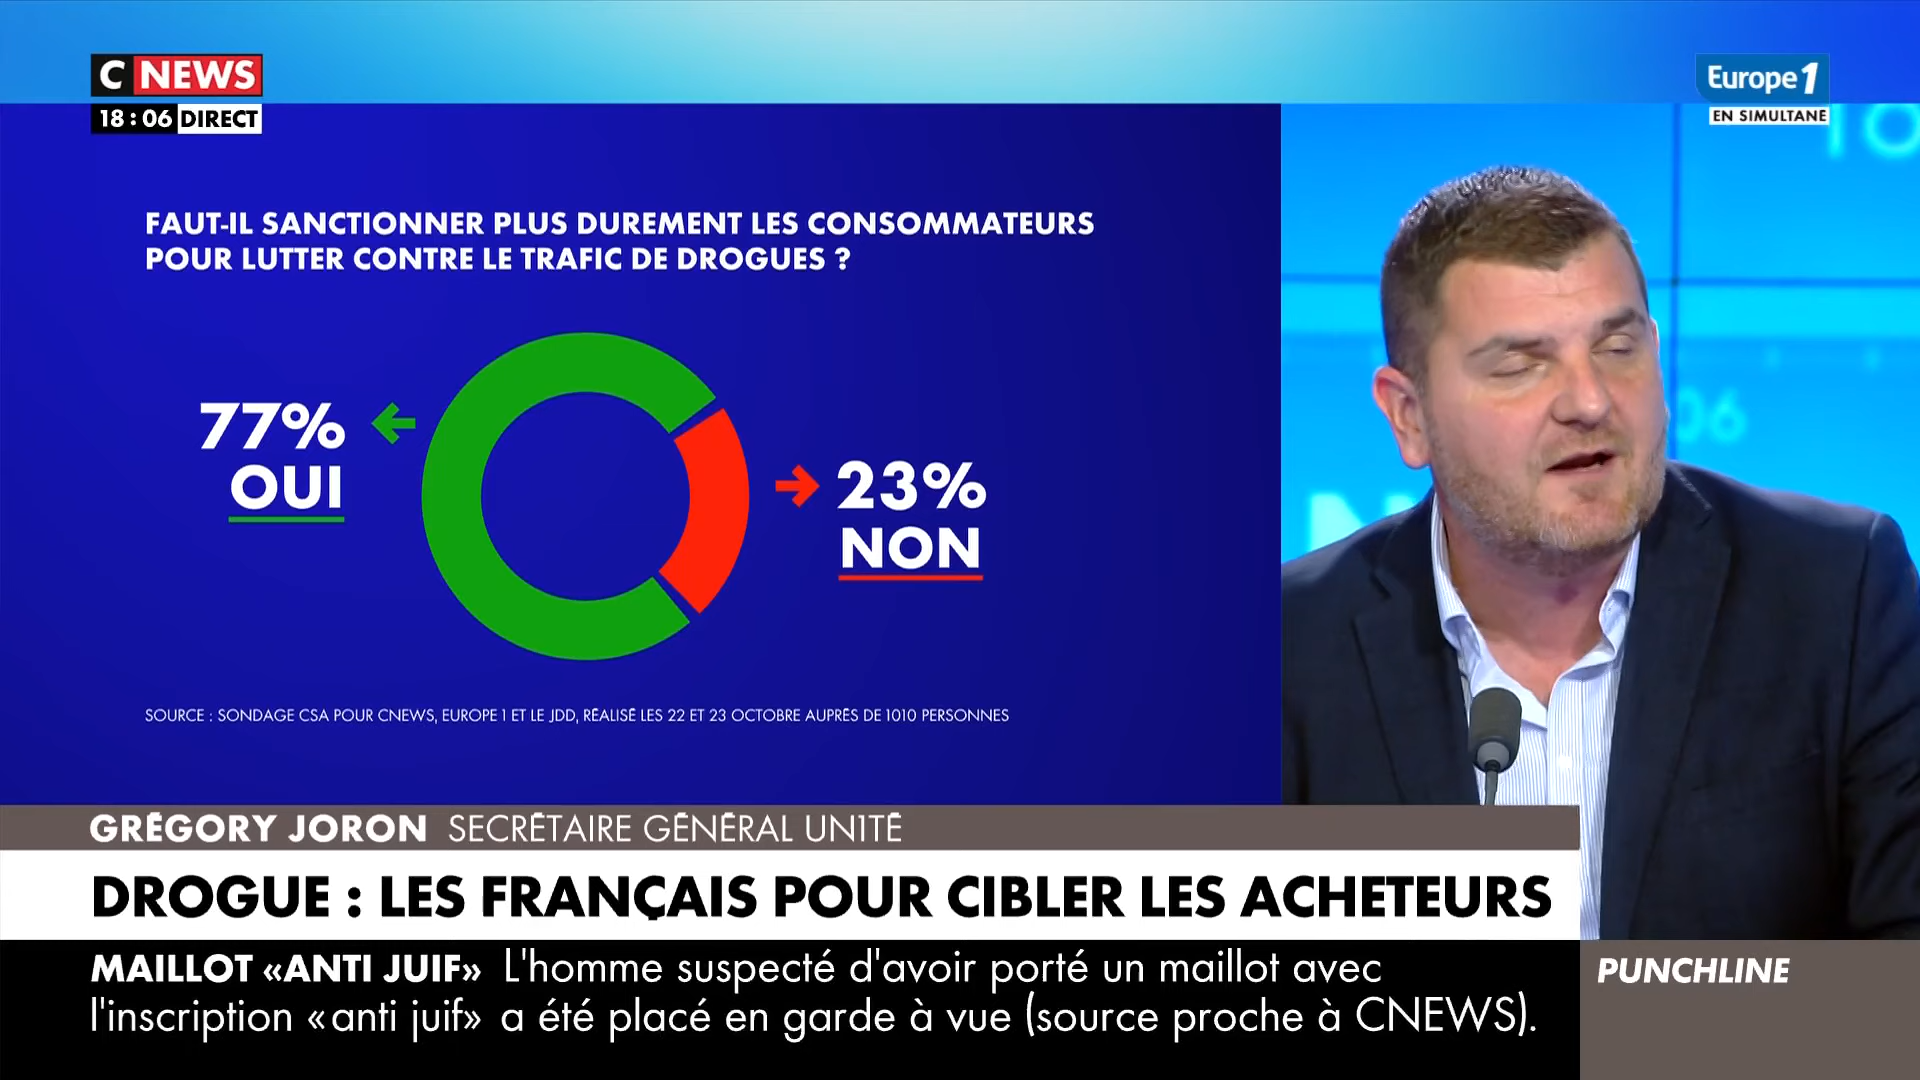 C NEWS
18:06 DIRECT
Europe 1
EN SIMULTANÉ
FAUT-IL SANCTIONNER PLUS DUREMENT LES CONSOMMATEURS
POUR LUTTER CONTRE LE TRAFIC DE DROGUES ?
77%
OUI
23%
NON
SOURCE : SONDAGE CSA POUR CNEWS, EUROPE 1 ET LE JDD, RÉALISÉ LES 22 ET 23 OCTOBRE AUPRÈS DE 1010 PERSONNES
06
GRÉGORY JORON SECRÉTAIRE GÉNÉRAL UN1TÉ
DROGUE : LES FRANÇAIS POUR CIBLER LES ACHETEURS
MAILLOT «ANTI JUIF» L'homme suspecté d'avoir porté un maillot avec
l'inscription «anti juif» a été placé en garde à vue (source proche à CNEWS).
PUNCHLINE